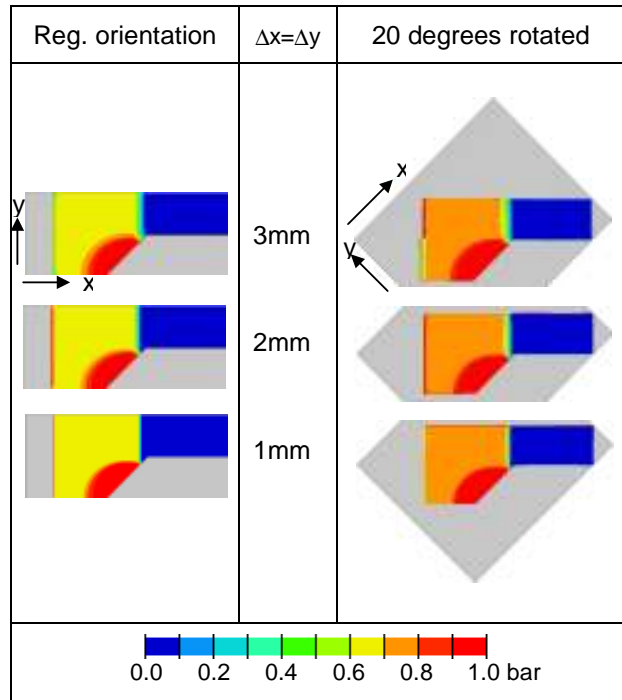 Reg. orientation Δx=Δy 20 degrees rotated
y
x
3mm
x
y
2mm
1mm
0.0 0.2 0.4 0.6 0.8 1.0 bar